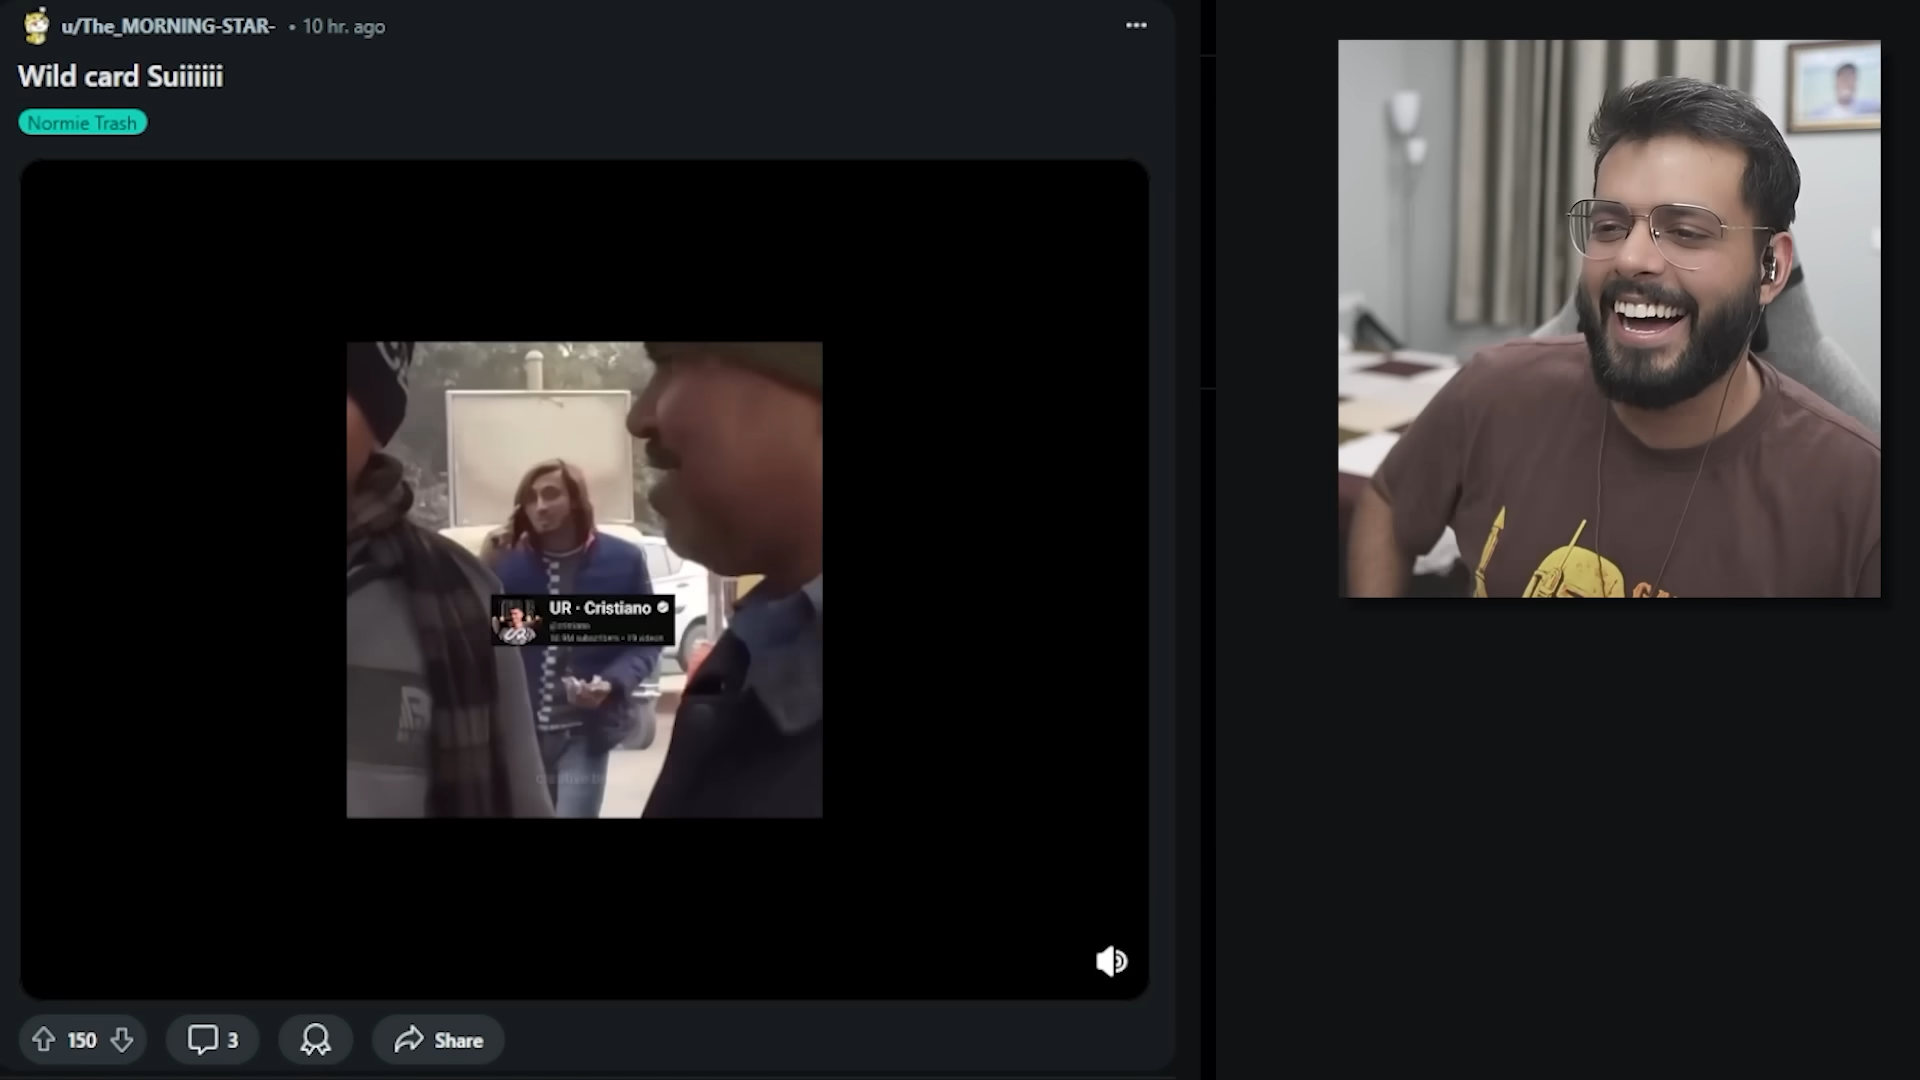 u/The_MORNING-STAR- • 10 hr. ago
Wild card Suiiiiii
Normie Trash
UR · Cristiano
150
3
Share